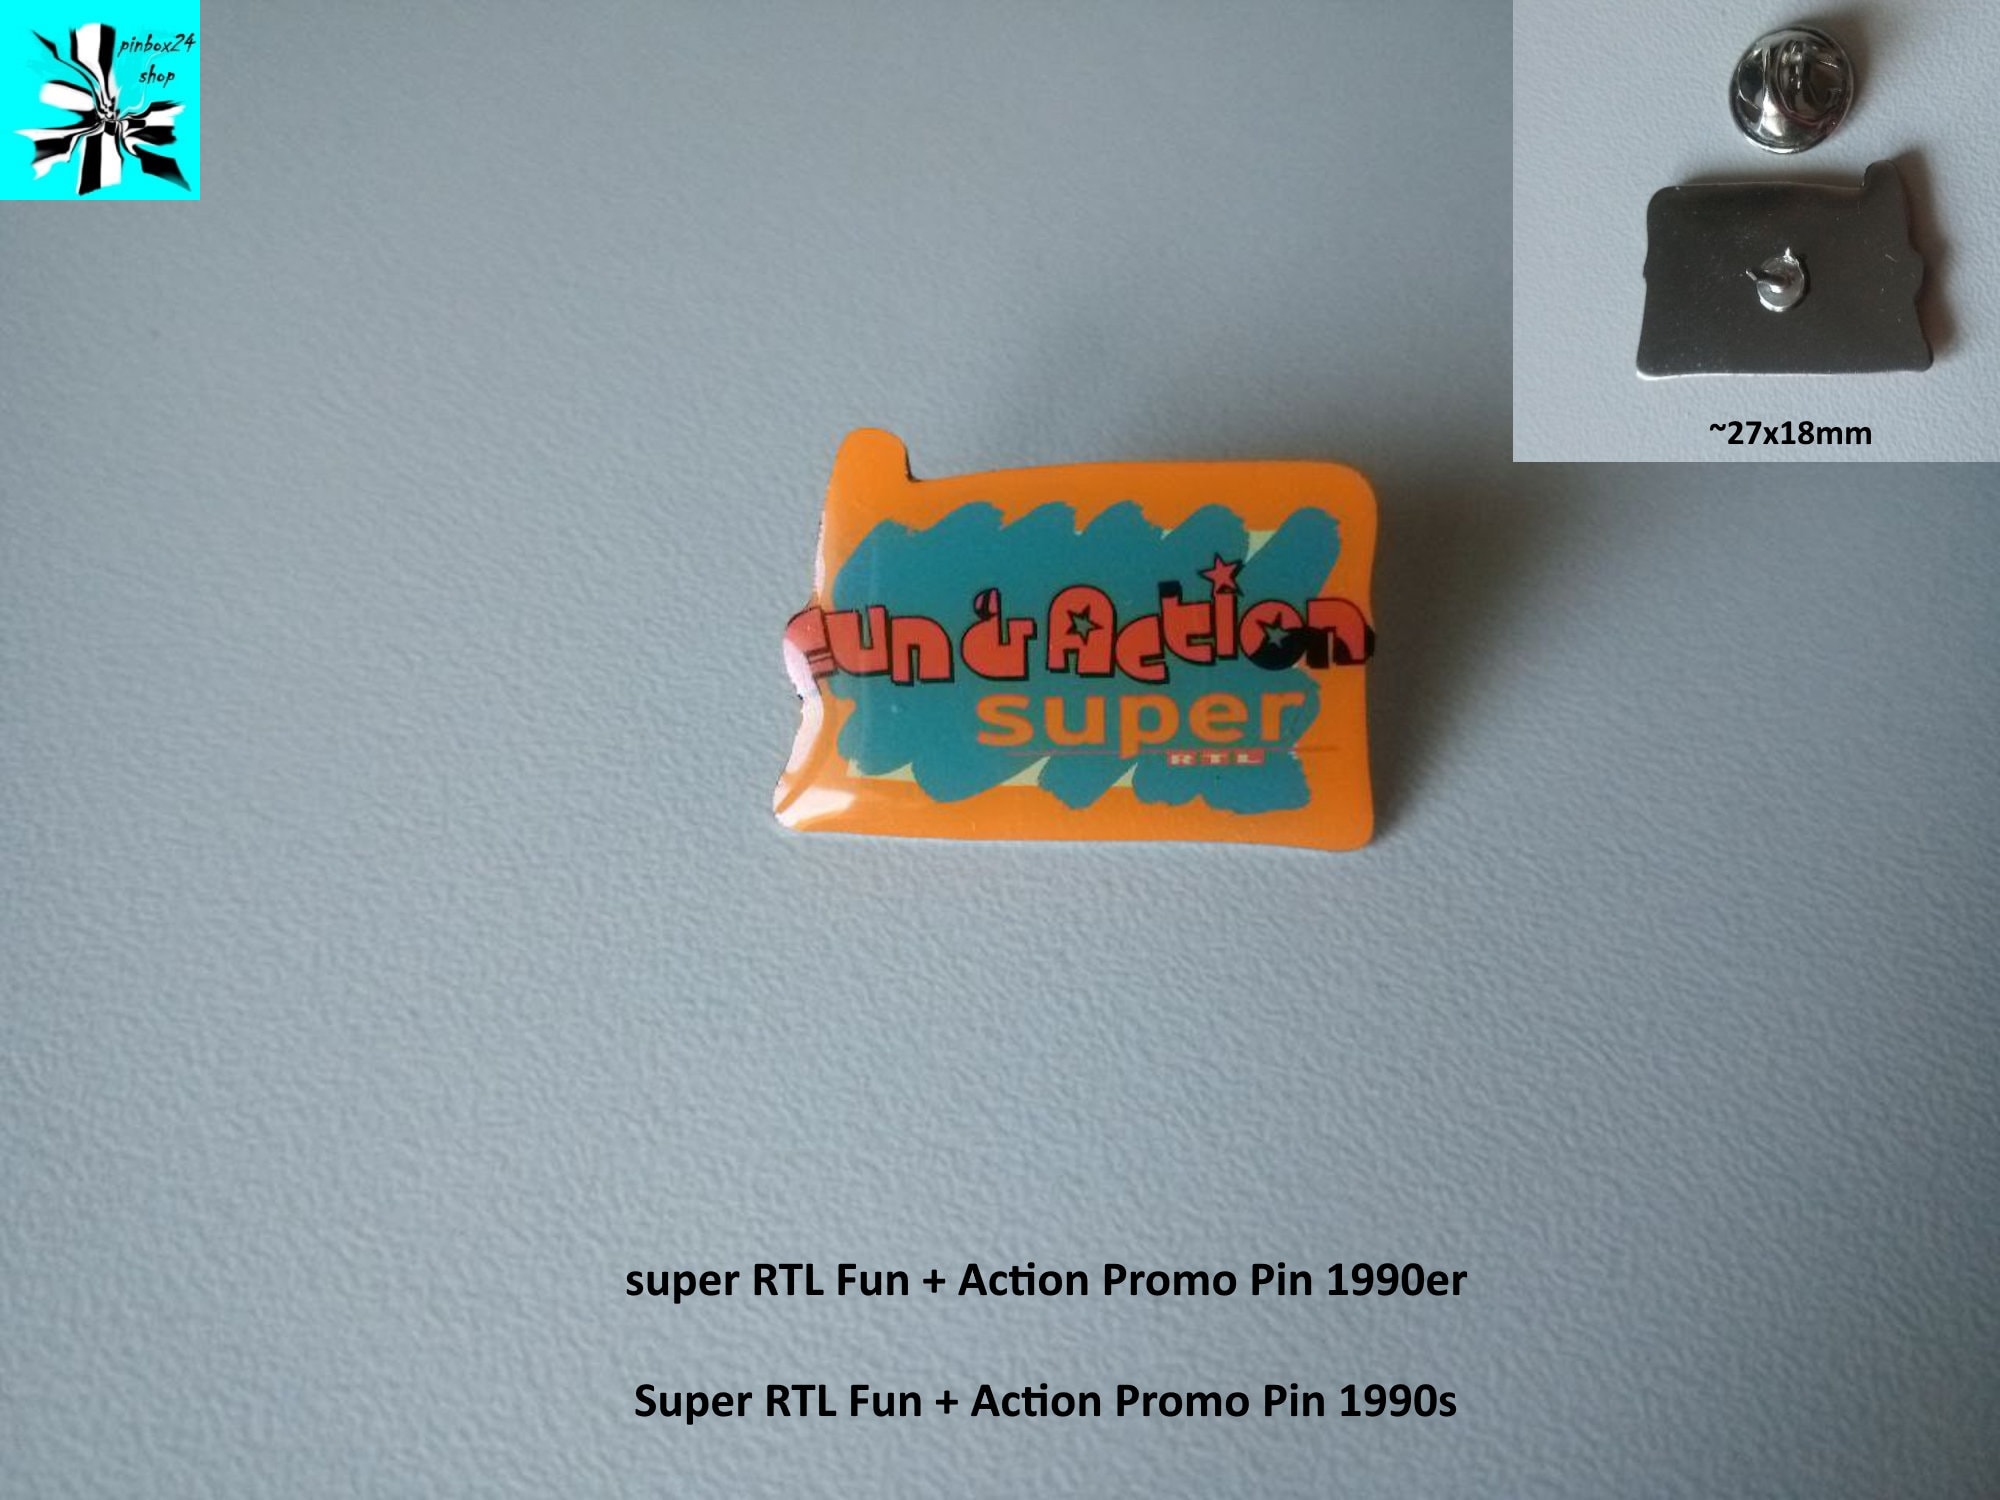 pinbox24
shop
~27x18mm
Fun & Action
super
RTL
super RTL Fun + Action Promo Pin 1990er
Super RTL Fun + Action Promo Pin 1990s